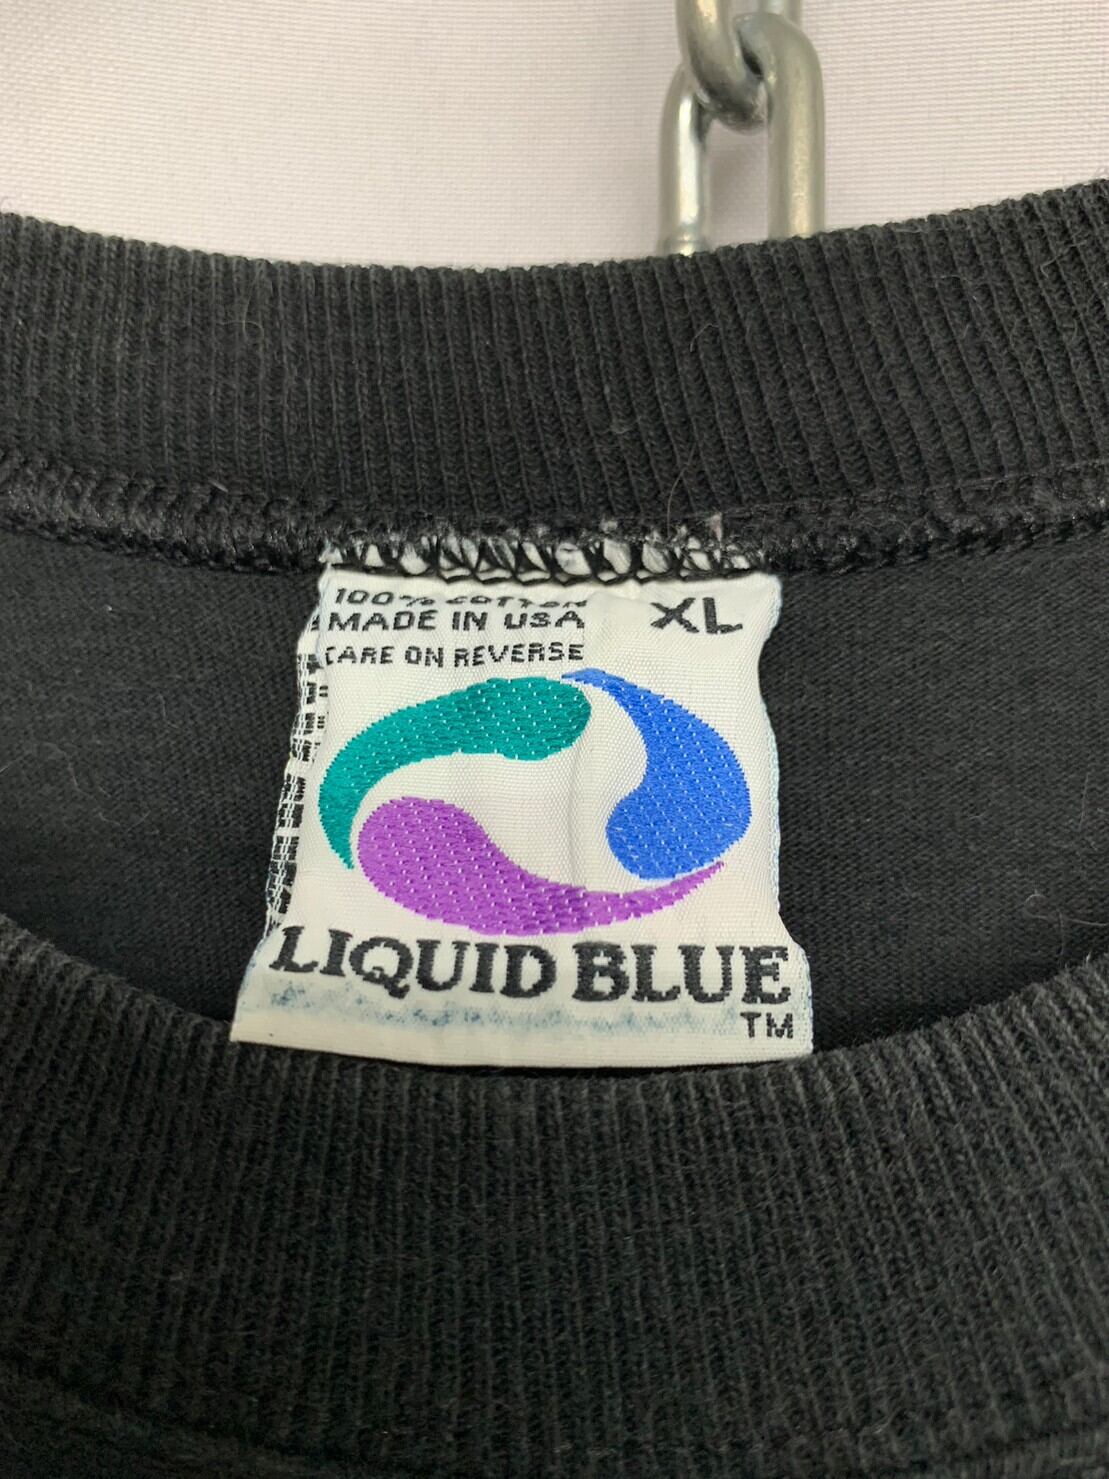 100% COTTON XL
MADE IN USA
CARE ON REVERSE
LIQUID BLUE
TM